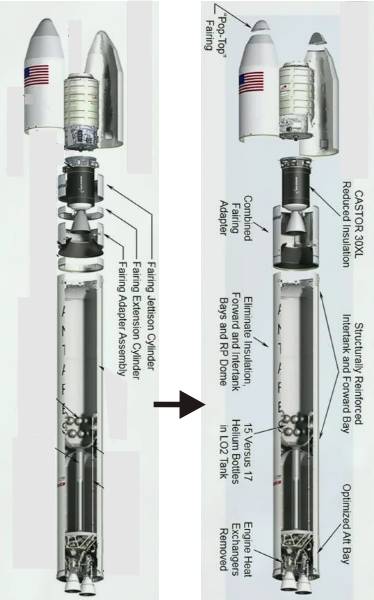 Fairing Jettison Cylinder
Fairing Extension Cylinder
Fairing Adapter Assembly
ANTARE
"Pop-Top"
Fairing
CASTOR 30XL
Reduced Insulation
Combined
Fairing
Adapter
Structurally Reinforced
Intertank and Forward Bay
Eliminate Insulation,
Forward and Intertank
Bays and RP Dome
15 Versus 17
Helium Bottles
in LO2 Tank
Optimized Aft Bay
Engine Heat
Exchangers
Removed